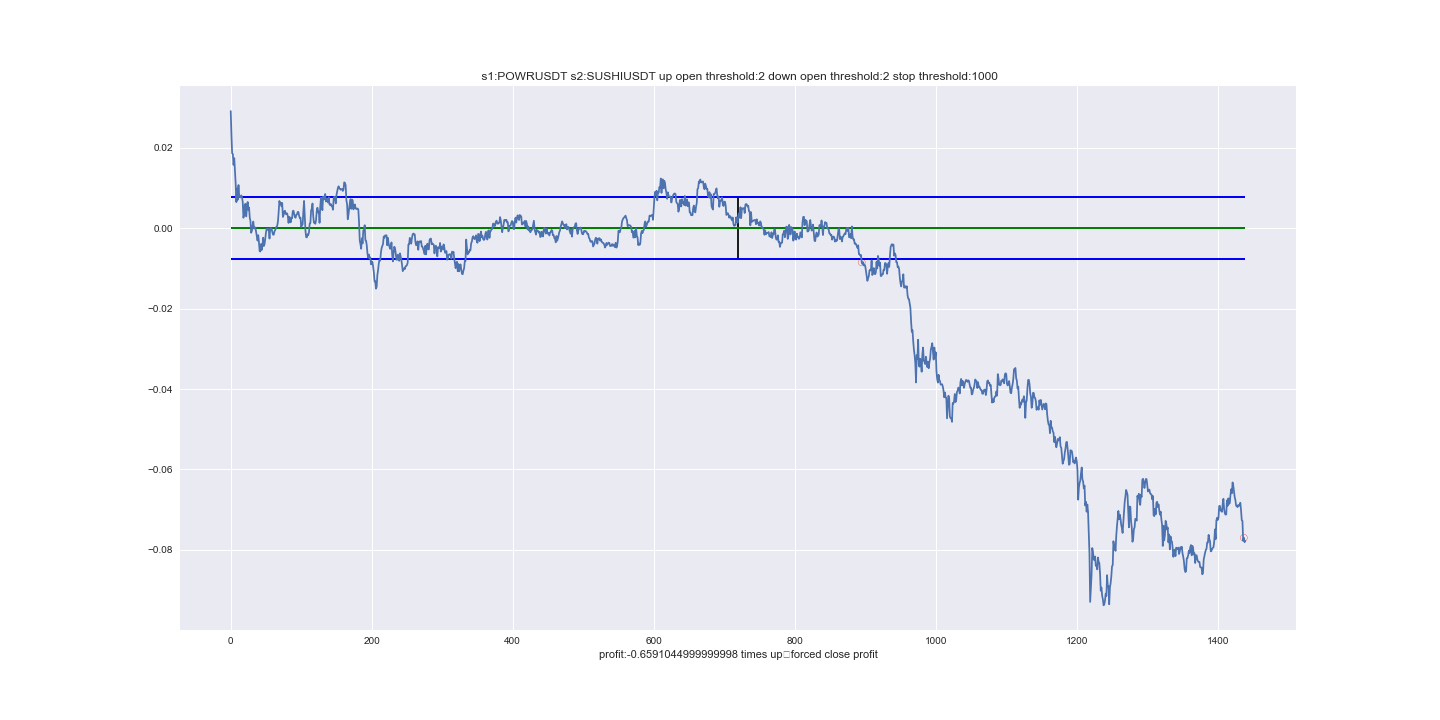 s1:POWRUSDT s2:SUSHIUSDT up open threshold:2 down open threshold:2 stop threshold:1000
0.02
0.00
−0.02
−0.04
−0.06
−0.08
0 200 400 600 800 1000 1200 1400
profit:-0.6591044999999998 times up□forced close profit